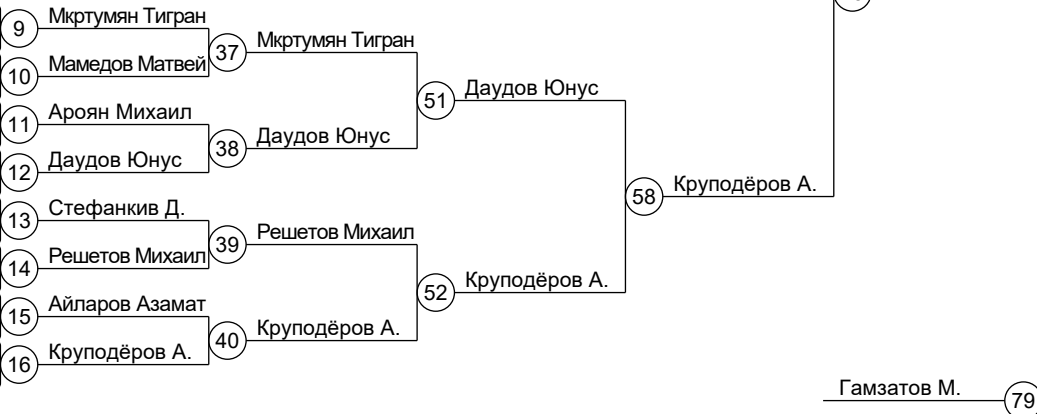 9 Мкртумян Тигран
37 Мкртумян Тигран
10 Мамедов Матвей
51 Даудов Юнус
11 Ароян Михаил
38 Даудов Юнус
12 Даудов Юнус
58 Круподёров А.
13 Стефанкив Д.
39 Решетов Михаил
14 Решетов Михаил
52 Круподёров А.
15 Айларов Азамат
40 Круподёров А.
16 Круподёров А.
Гамзатов М. 79